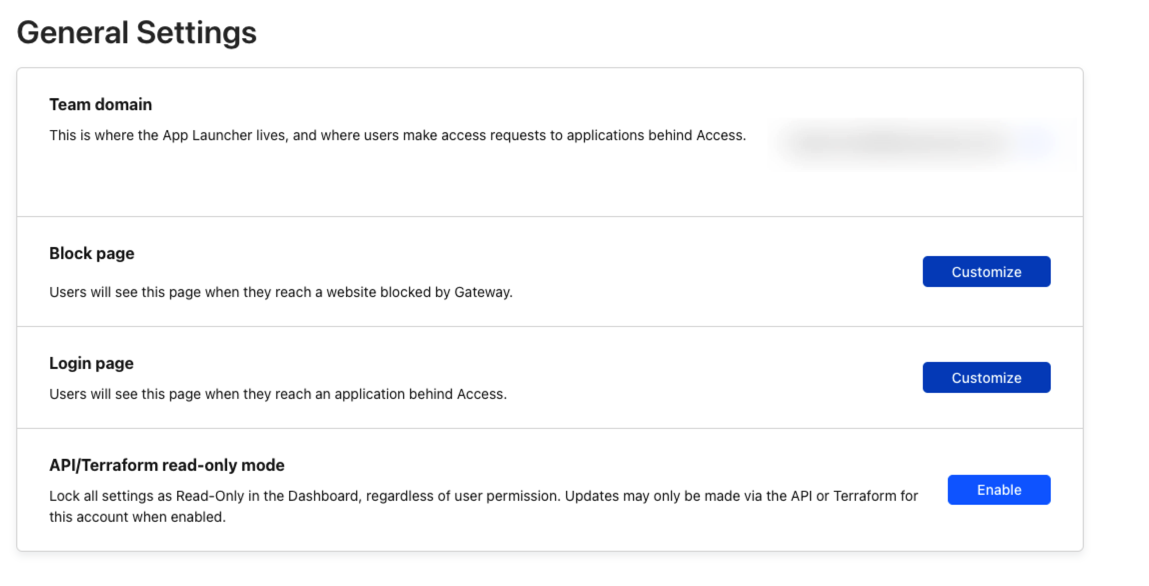 General Settings
Team domain
This is where the App Launcher lives, and where users make access requests to applications behind Access.
Block page
Users will see this page when they reach a website blocked by Gateway.
Customize
Login page
Users will see this page when they reach an application behind Access.
Customize
API/Terraform read-only mode
Lock all settings as Read-Only in the Dashboard, regardless of user permission. Updates may only be made via the API or Terraform for
this account when enabled.
Enable